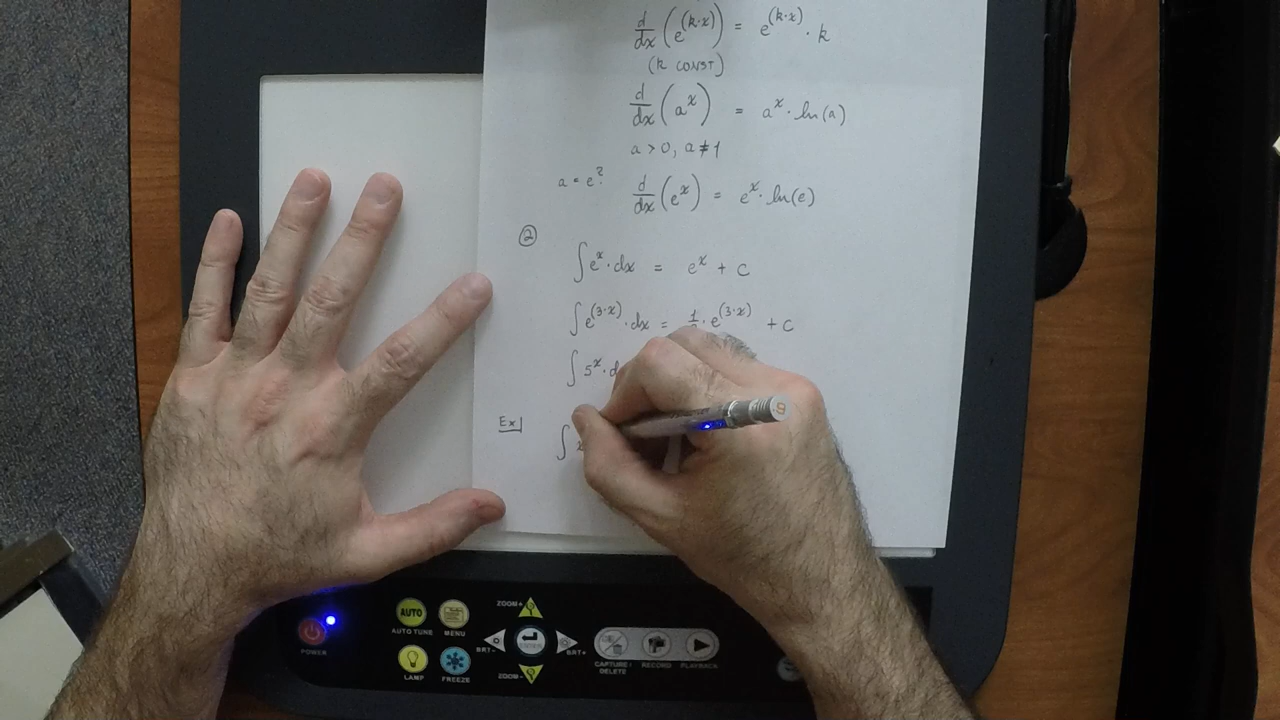 d/dx (e^(k·x)) = e^(k·x) · k
(k CONST)
d/dx (a^x) = a^x · ln(a)
a > 0, a ≠ 1
a = e? d/dx (e^x) = e^x · ln(e)
②
∫ e^x · dx = e^x + C
∫ e^(3·x) · dx = 1/ · e^(3·x) + C
∫ 5^x · d
Ex1
∫
AUTO
AUTO TUNE
MENU
ZOOM+
POWER
BRT-
BRT+
LAMP
FREEZE
ZOOM-
CAPTURE /
DELETE
RECORD
PLAYBACK